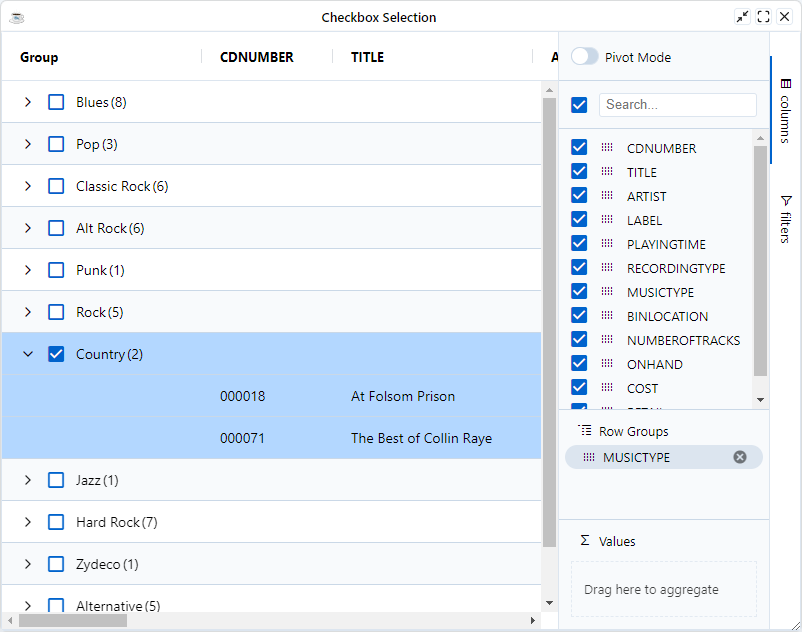 Checkbox Selection
Group CDNUMBER TITLE A
Blues (8)
Pop (3)
Classic Rock (6)
Alt Rock (6)
Punk (1)
Rock (5)
Country (2)
000018 At Folsom Prison
000071 The Best of Collin Raye
Jazz (1)
Hard Rock (7)
Zydeco (1)
Alternative (5)
Pivot Mode
Search...
CDNUMBER
TITLE
ARTIST
LABEL
PLAYINGTIME
RECORDINGTYPE
MUSICTYPE
BINLOCATION
NUMBEROFTRACKS
ONHAND
COST
Row Groups
MUSICTYPE
Values
Drag here to aggregate
columns
filters